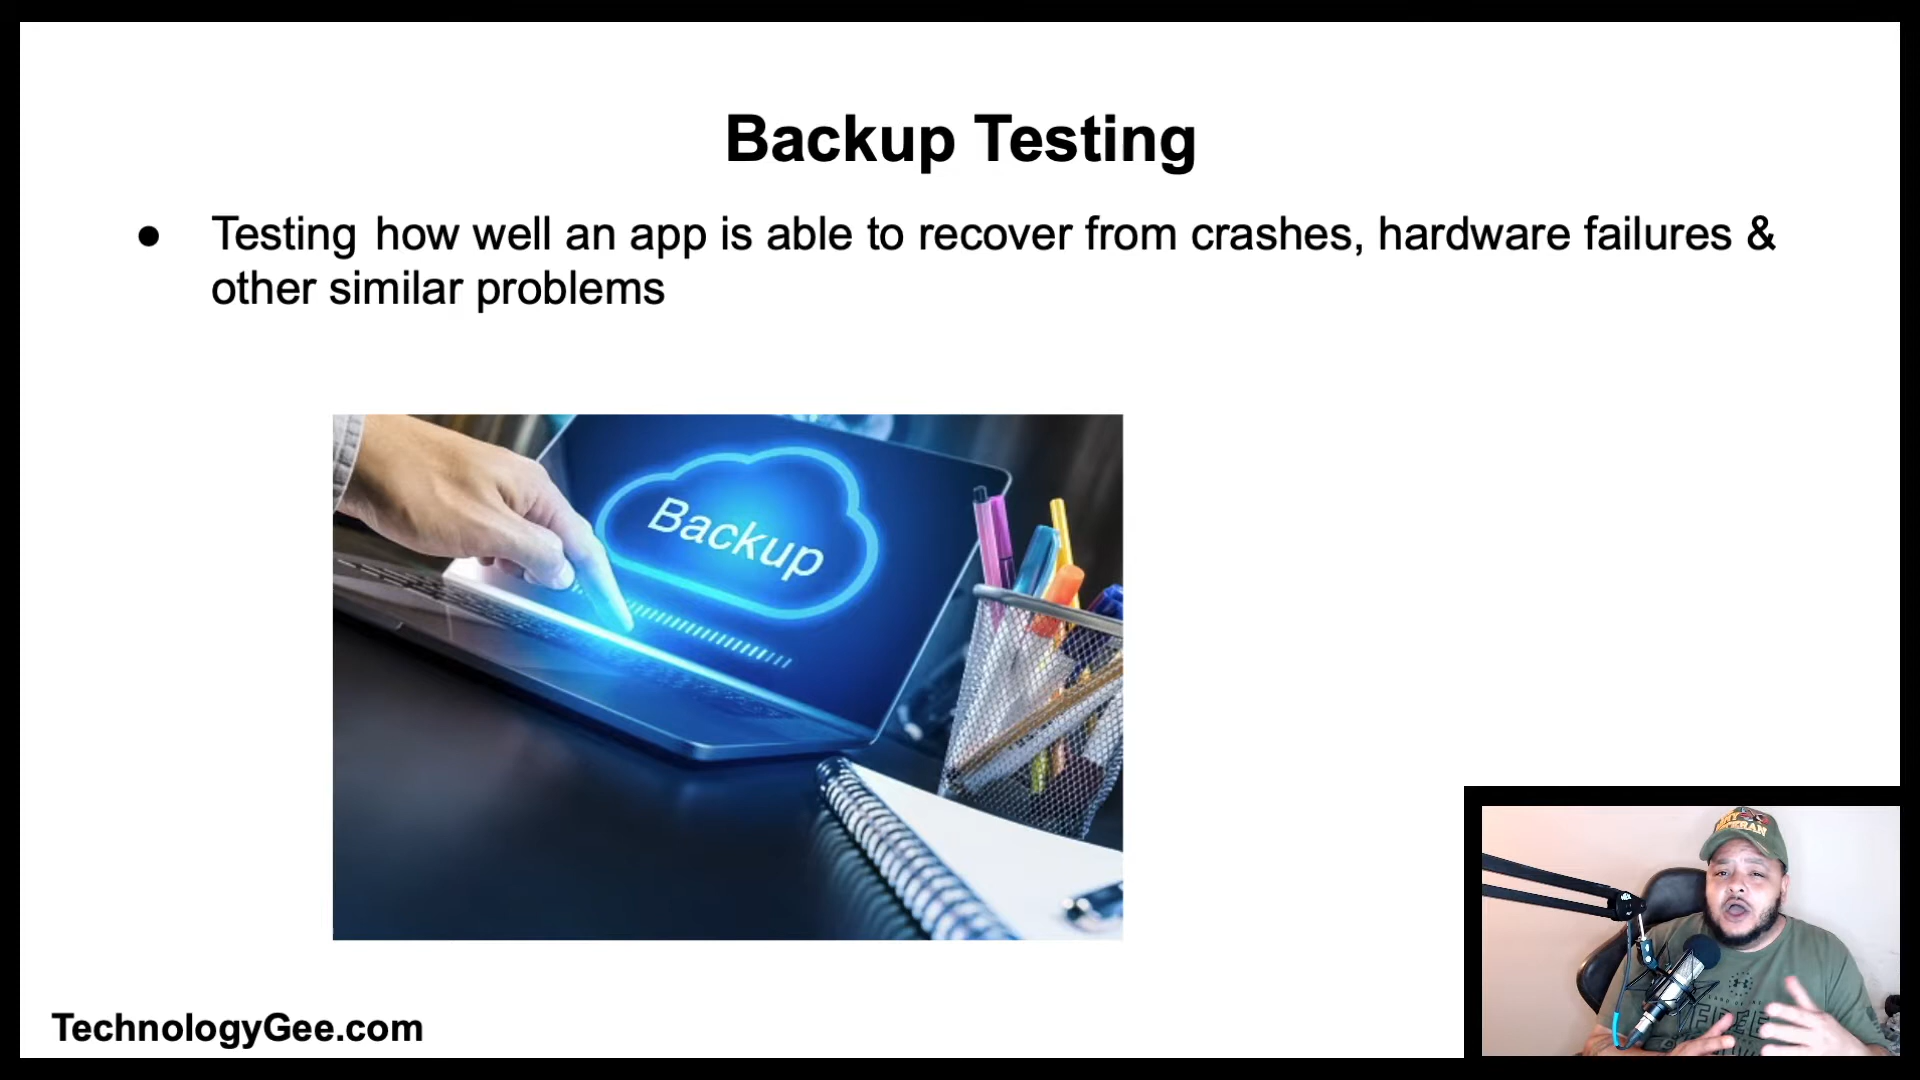 Backup Testing
● Testing how well an app is able to recover from crashes, hardware failures &
other similar problems
Backup
TechnologyGee.com